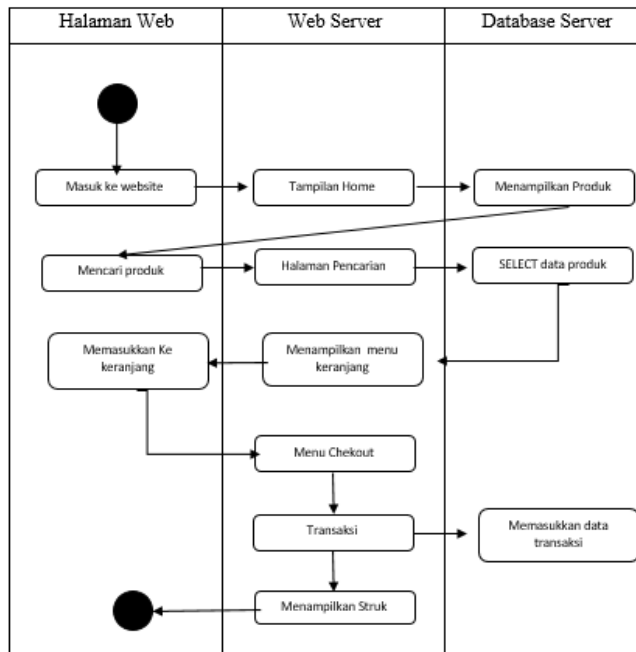 Halaman Web
Web Server
Database Server
Masuk ke website
Tampilan Home
Menampilkan Produk
Mencari produk
Halaman Pencarian
SELECT data produk
Memasukkan Ke
keranjang
Menampilkan menu
keranjang
Menu Chekout
Transaksi
Memasukkan data
transaksi
Menampilkan Struk